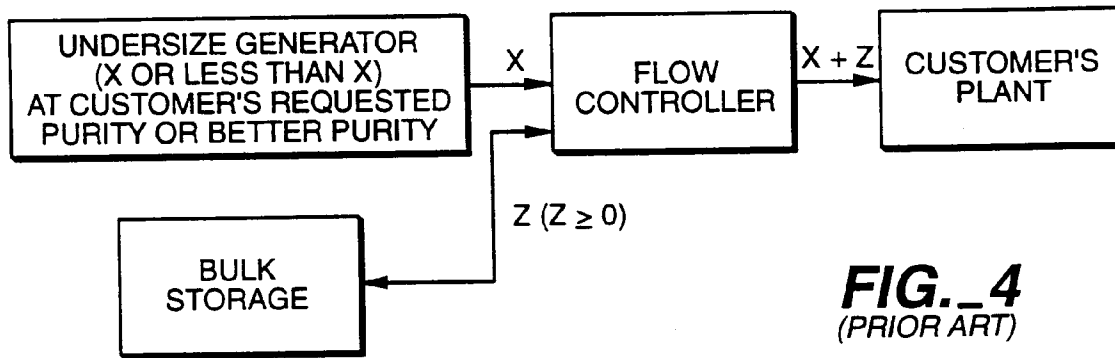 UNDERSIZE GENERATOR
(X OR LESS THAN X)
AT CUSTOMER'S REQUESTED
PURITY OR BETTER PURITY
X
FLOW
CONTROLLER
X + Z
CUSTOMER'S
PLANT
Z (Z ≥ 0)
BULK
STORAGE
FIG._4
(PRIOR ART)